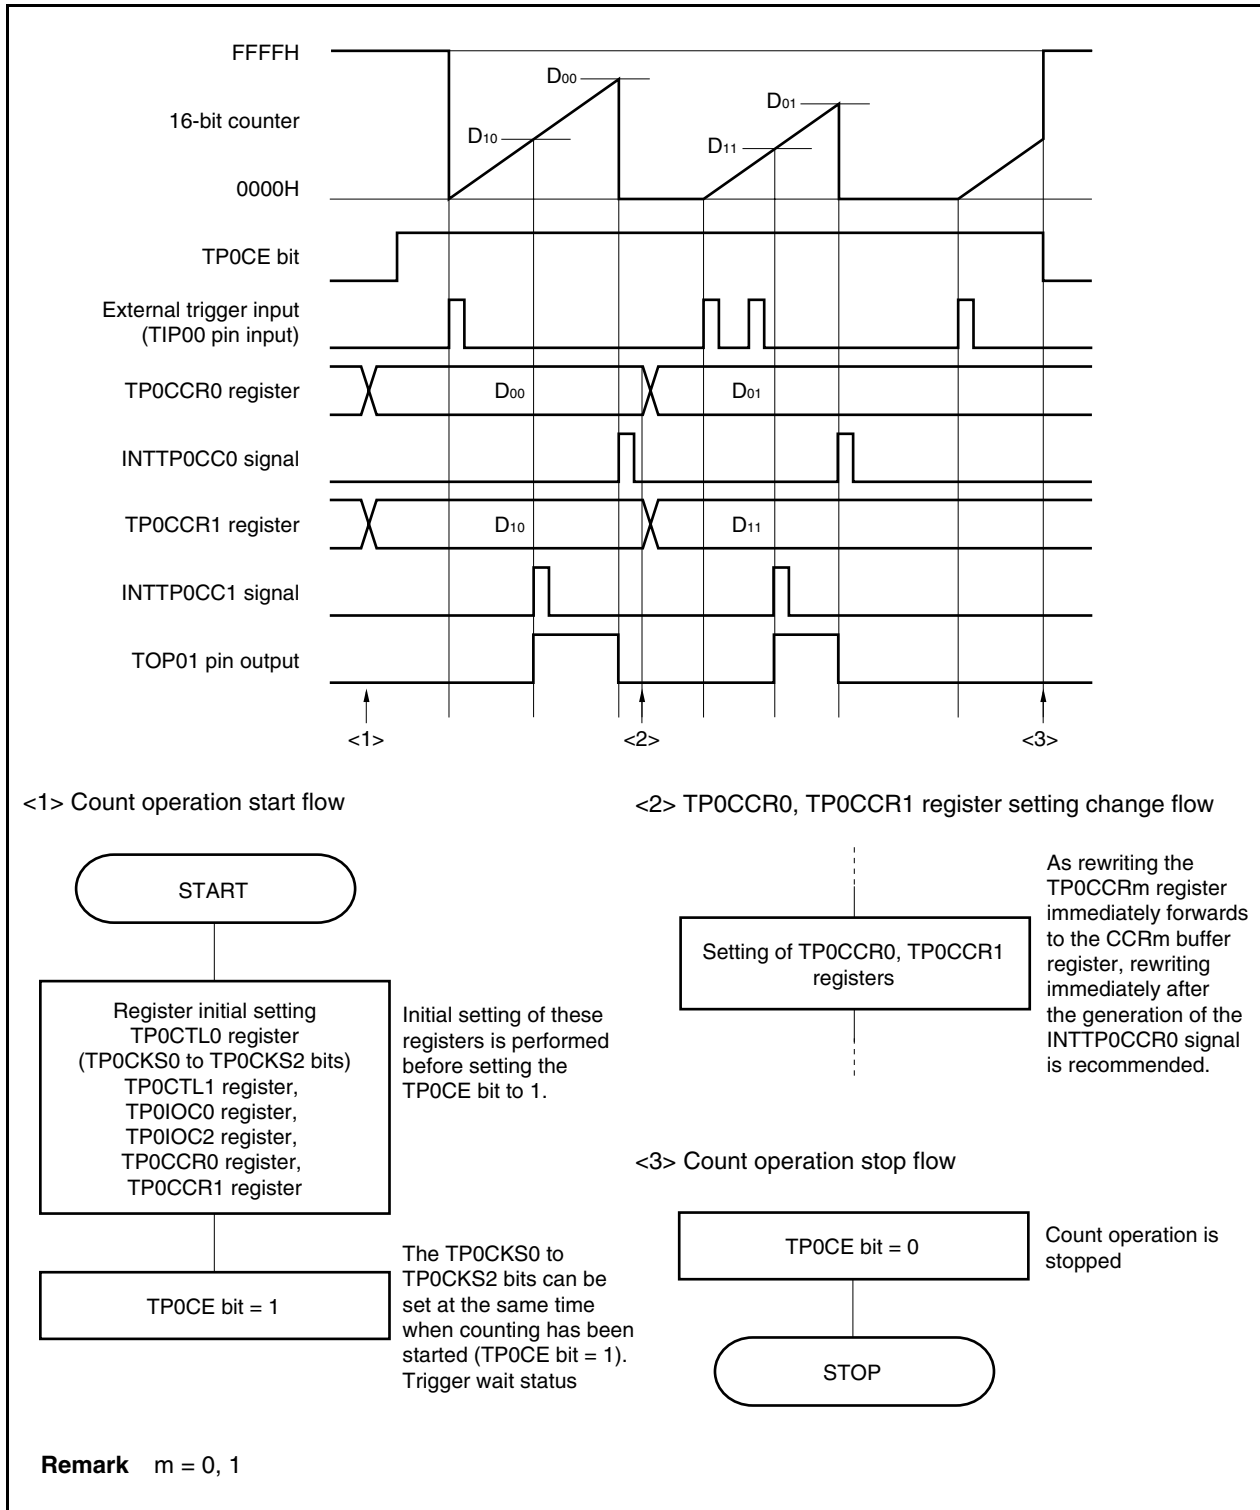 FFFFH
D00
D01
16-bit counter
D10
D11
0000H
TP0CE bit
External trigger input
(TIP00 pin input)
TP0CCR0 register
D00
D01
INTTP0CC0 signal
TP0CCR1 register
D10
D11
INTTP0CC1 signal
TOP01 pin output
<1>
<2>
<3>
<1> Count operation start flow
START
Register initial setting
TP0CTL0 register
(TP0CKS0 to TP0CKS2 bits)
TP0CTL1 register,
TP0IOC0 register,
TP0IOC2 register,
TP0CCR0 register,
TP0CCR1 register
Initial setting of these
registers is performed
before setting the
TP0CE bit to 1.
TP0CE bit = 1
The TP0CKS0 to
TP0CKS2 bits can be
set at the same time
when counting has been
started (TP0CE bit = 1).
Trigger wait status
<2> TP0CCR0, TP0CCR1 register setting change flow
Setting of TP0CCR0, TP0CCR1
registers
As rewriting the
TP0CCRm register
immediately forwards
to the CCRm buffer
register, rewriting
immediately after
the generation of the
INTTP0CCR0 signal
is recommended.
<3> Count operation stop flow
TP0CE bit = 0
Count operation is
stopped
STOP
Remark m = 0, 1